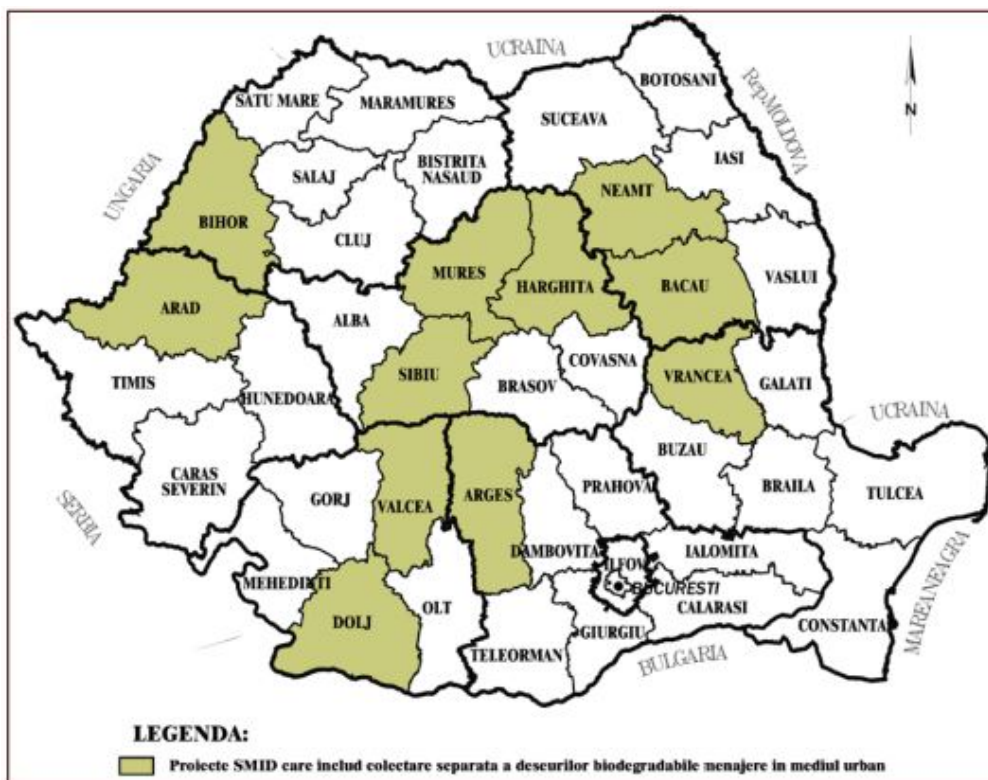 UCRAINA
BOTOSANI
SATU MARE
MARAMURES
SUCEAVA
Rep.MOLDOVA
N
IASI
UNGARIA
SALAJ
BISTRITA
NASAUD
NEAMT
BIHOR
CLUJ
MURES
HARGHITA
BACAU
VASLUI
ARAD
ALBA
COVASNA
SIBIU
BRASOV
VRANCEA
GALATI
TIMIS
HUNEDOARA
UCRAINA
BUZAU
CARAS
SEVERIN
GORJ
VALCEA
ARGES
PRAHOVA
BRAILA
TULCEA
SERBIA
DAMBOVITA
ILFOV
IALOMITA
MEHEDINTI
BUCURESTI
OLT
CALARASI
DOLJ
GIURGIU
CONSTANTA
MAREA NEAGRA
TELEORMAN
BULGARIA
LEGENDA:
Proiecte SMID care includ colectare separata a deseurilor biodegradabile menajere in mediul urban